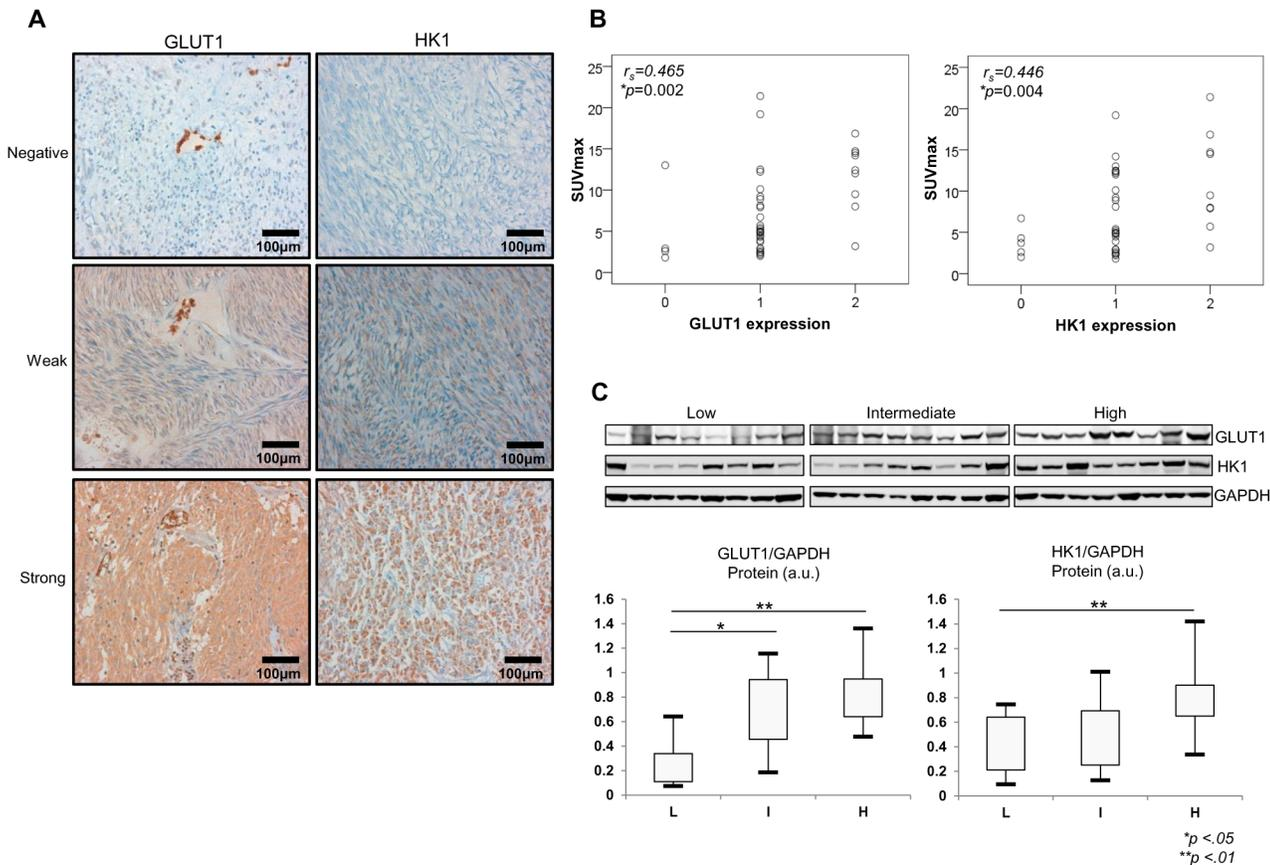 A
GLUT1
HK1
Negative
100µm
100µm
Weak
100µm
100µm
Strong
100µm
100µm
B
rs=0.465
*p=0.002
SUVmax
25
20
15
10
5
0
0
1
2
GLUT1 expression
rs=0.446
*p=0.004
SUVmax
25
20
15
10
5
0
0
1
2
HK1 expression
C
Low
Intermediate
High
GLUT1
HK1
GAPDH
GLUT1/GAPDH
Protein (a.u.)
**
*
1.6
1.4
1.2
1
0.8
0.6
0.4
0.2
0
L
I
H
HK1/GAPDH
Protein (a.u.)
**
1.6
1.4
1.2
1
0.8
0.6
0.4
0.2
0
L
I
H
*p <.05
**p <.01